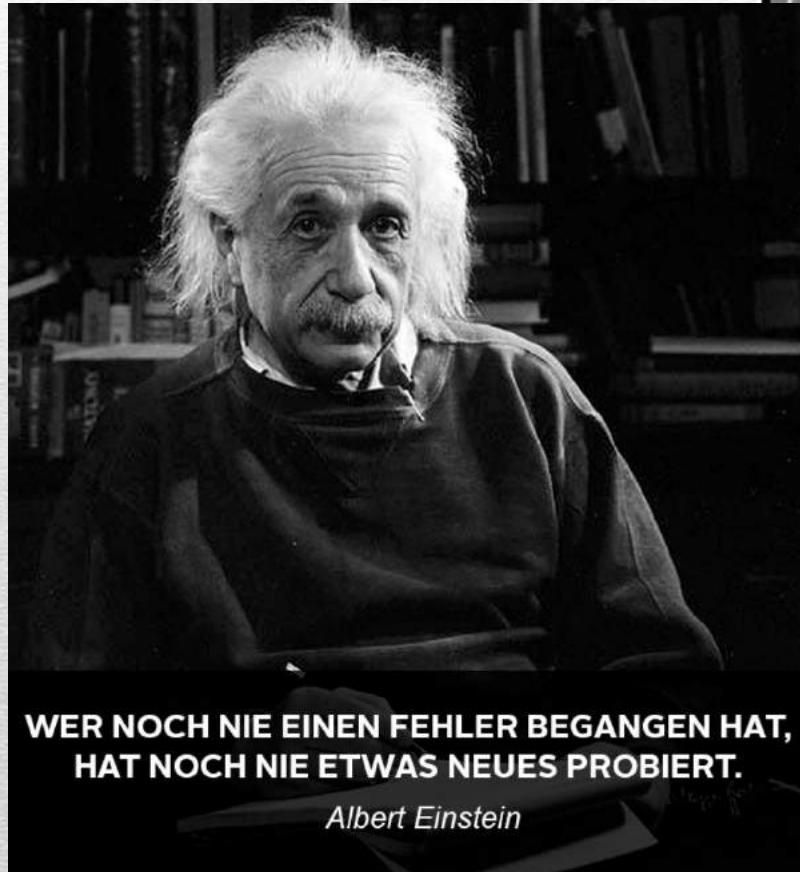 WER NOCH NIE EINEN FEHLER BEGANGEN HAT,
HAT NOCH NIE ETWAS NEUES PROBIERT.
Albert Einstein